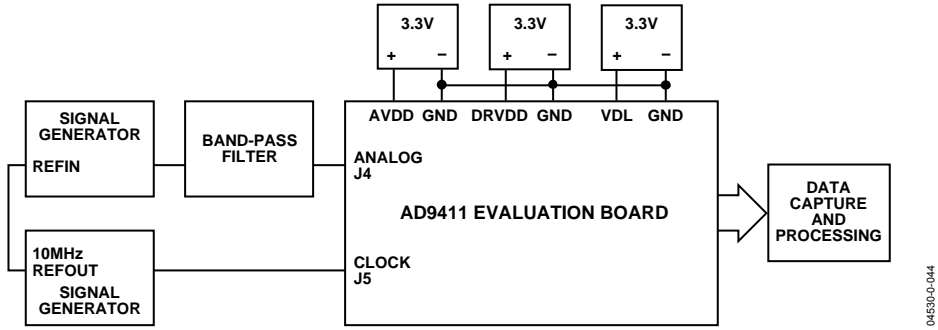 3.3V
3.3V
3.3V
+ –
+ –
+ –
AVDD GND DRVDD GND VDL GND
SIGNAL
GENERATOR
REFIN
BAND-PASS
FILTER
ANALOG
J4
AD9411 EVALUATION BOARD
DATA
CAPTURE
AND
PROCESSING
10MHz
REFOUT
SIGNAL
GENERATOR
CLOCK
J5
04530-0-044